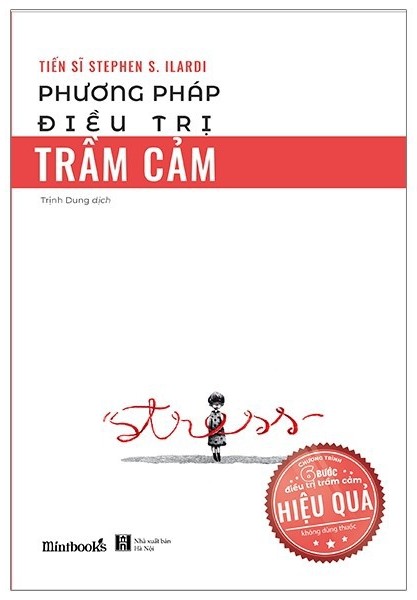 TIẾN SĨ STEPHEN S. ILARDI
PHƯƠNG PHÁP
ĐIỀU TRỊ
TRẦM CẢM
Trịnh Dung dịch
stress
CHƯƠNG TRÌNH
6 BƯỚC
điều trị trầm cảm
HIỆU QUẢ
không dùng thuốc
mintbooks
Nhà xuất bản
Hà Nội